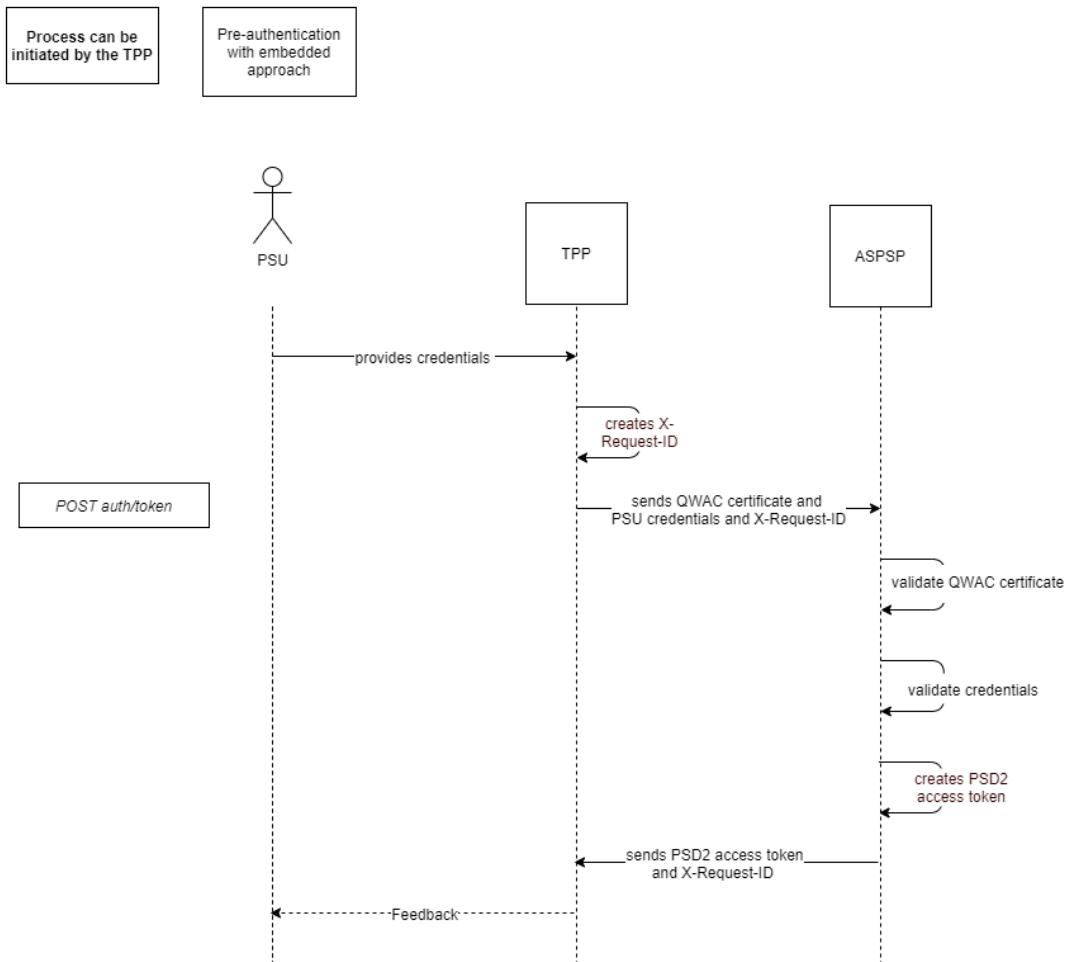 Process can be
initiated by the TPP
Pre-authentication
with embedded
approach
PSU
TPP
ASPSP
provides credentials
creates X-
Request-ID
POST auth/token
sends QWAC certificate and
PSU credentials and X-Request-ID
validate QWAC certificate
validate credentials
creates PSD2
access token
sends PSD2 access token
and X-Request-ID
Feedback